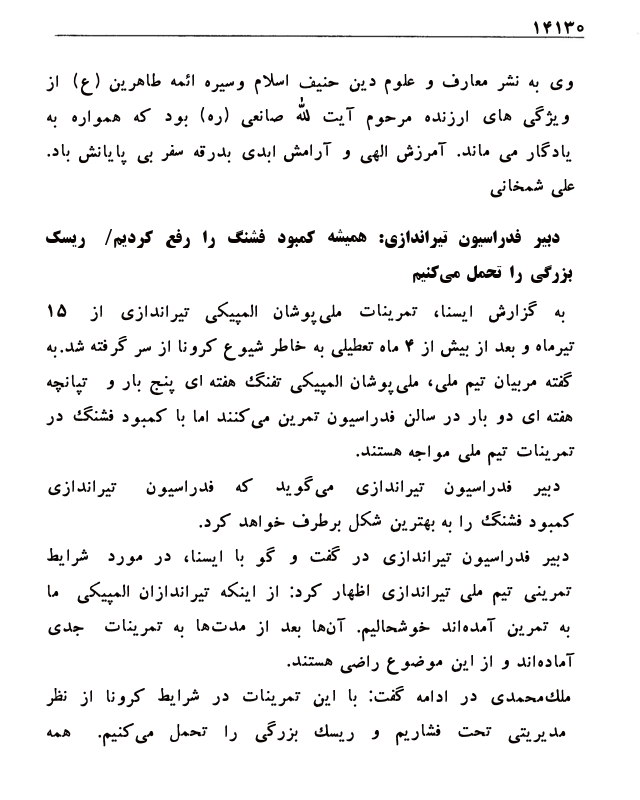 ۱۴۱۳۰
وی به نشر معارف و علوم دین حنیف اسلام وسیره ائمه طاهرین (ع) از
ویژگی های ارزنده مرحوم آیت الله صانعی (ره) بود که همواره به
یادگار می ماند. آمرزش الهی و آرامش ابدی بدرقه سفر بی پایانش باد.
علی شمخانی
دبیر فدراسیون تیراندازی: همیشه کمبود فشنگ را رفع کردیم/ ریسک
بزرگی را تحمل می‌کنیم
به گزارش ایسنا، تمرینات ملی‌پوشان المپیکی تیراندازی از ۱۵
تیرماه و بعد از بیش از ۴ ماه تعطیلی به خاطر شیوع کرونا از سر گرفته شد.به
گفته مربیان تیم ملی، ملی‌پوشان المپیکی تفنگ هفته ای پنج بار و تپانچه
هفته ای دو بار در سالن فدراسیون تمرین می‌کنند اما با کمبود فشنگ در
تمرینات تیم ملی مواجه هستند.
دبیر فدراسیون تیراندازی می‌گوید که فدراسیون تیراندازی
کمبود فشنگ را به بهترین شکل برطرف خواهد کرد.
دبیر فدراسیون تیراندازی در گفت و گو با ایسنا، در مورد شرایط
تمرینی تیم ملی تیراندازی اظهار کرد: از اینکه تیراندازان المپیکی ما
به تمرین آمده‌اند خوشحالیم. آن‌ها بعد از مدت‌ها به تمرینات جدی
آماده‌اند و از این موضوع راضی هستند.
ملک‌محمدی در ادامه گفت: با این تمرینات در شرایط کرونا از نظر
مدیریتی تحت فشاریم و ریسک بزرگی را تحمل می‌کنیم. همه